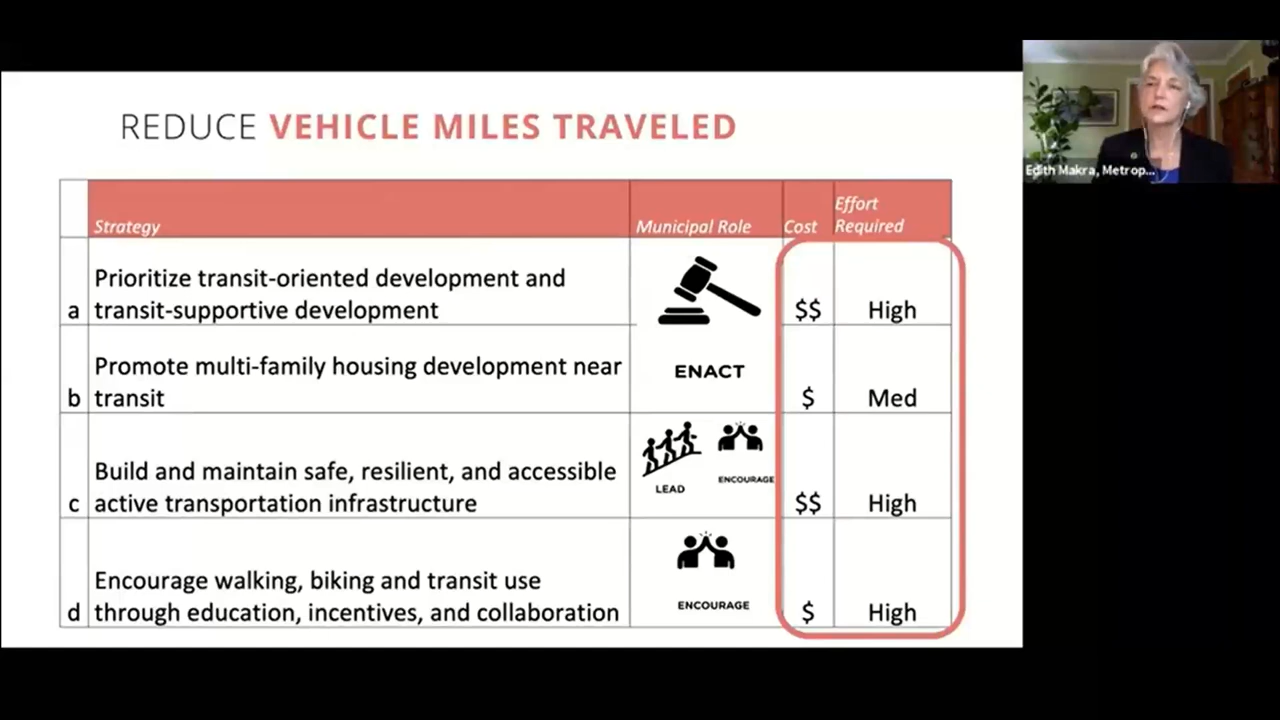 REDUCE VEHICLE MILES TRAVELED
Edith Makra, Metrop...
Strategy
Municipal Role
Cost
Effort
Required
a
Prioritize transit-oriented development and
transit-supportive development
$$
High
b
Promote multi-family housing development near
transit
ENACT
$
Med
c
Build and maintain safe, resilient, and accessible
active transportation infrastructure
LEAD
ENCOURAGE
$$
High
d
Encourage walking, biking and transit use
through education, incentives, and collaboration
ENCOURAGE
$
High